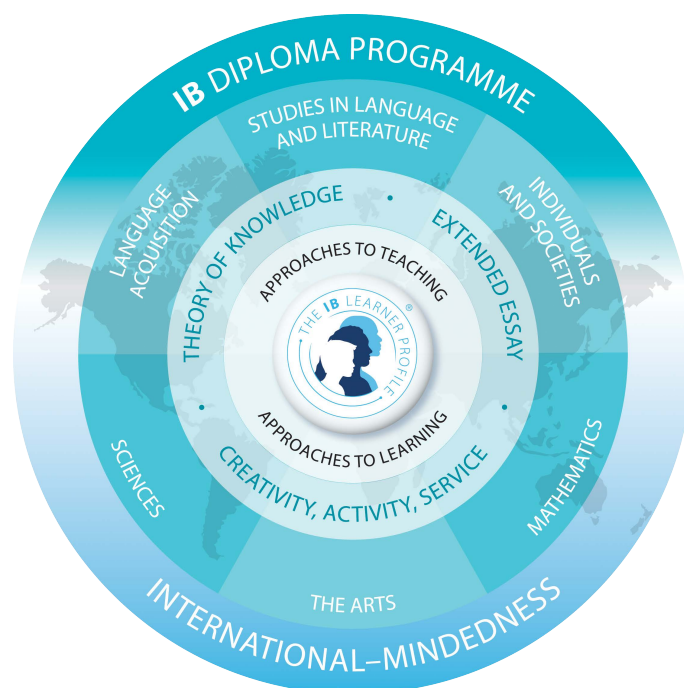 IB DIPLOMA PROGRAMME
STUDIES IN LANGUAGE
AND LITERATURE
LANGUAGE
ACQUISITION
INDIVIDUALS
AND SOCIETIES
THEORY OF KNOWLEDGE
•
EXTENDED ESSAY
APPROACHES TO TEACHING
THE IB LEARNER PROFILE
®
APPROACHES TO LEARNING
•
•
CREATIVITY, ACTIVITY, SERVICE
SCIENCES
MATHEMATICS
THE ARTS
INTERNATIONAL–MINDEDNESS